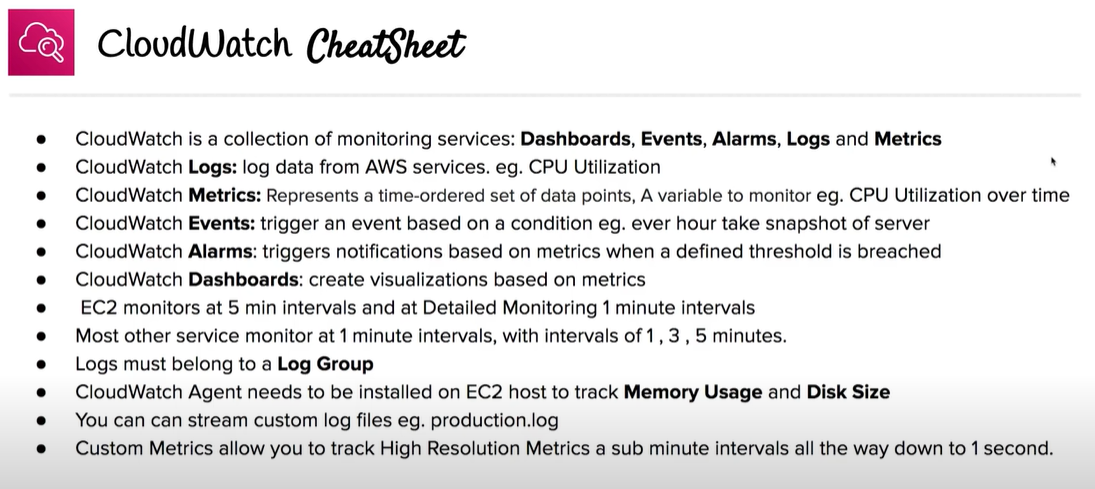 CloudWatch CheatSheet
● CloudWatch is a collection of monitoring services: Dashboards, Events, Alarms, Logs and Metrics
● CloudWatch Logs: log data from AWS services. eg. CPU Utilization
● CloudWatch Metrics: Represents a time-ordered set of data points, A variable to monitor eg. CPU Utilization over time
● CloudWatch Events: trigger an event based on a condition eg. ever hour take snapshot of server
● CloudWatch Alarms: triggers notifications based on metrics when a defined threshold is breached
● CloudWatch Dashboards: create visualizations based on metrics
● EC2 monitors at 5 min intervals and at Detailed Monitoring 1 minute intervals
● Most other service monitor at 1 minute intervals, with intervals of 1 , 3 , 5 minutes.
● Logs must belong to a Log Group
● CloudWatch Agent needs to be installed on EC2 host to track Memory Usage and Disk Size
● You can can stream custom log files eg. production.log
● Custom Metrics allow you to track High Resolution Metrics a sub minute intervals all the way down to 1 second.